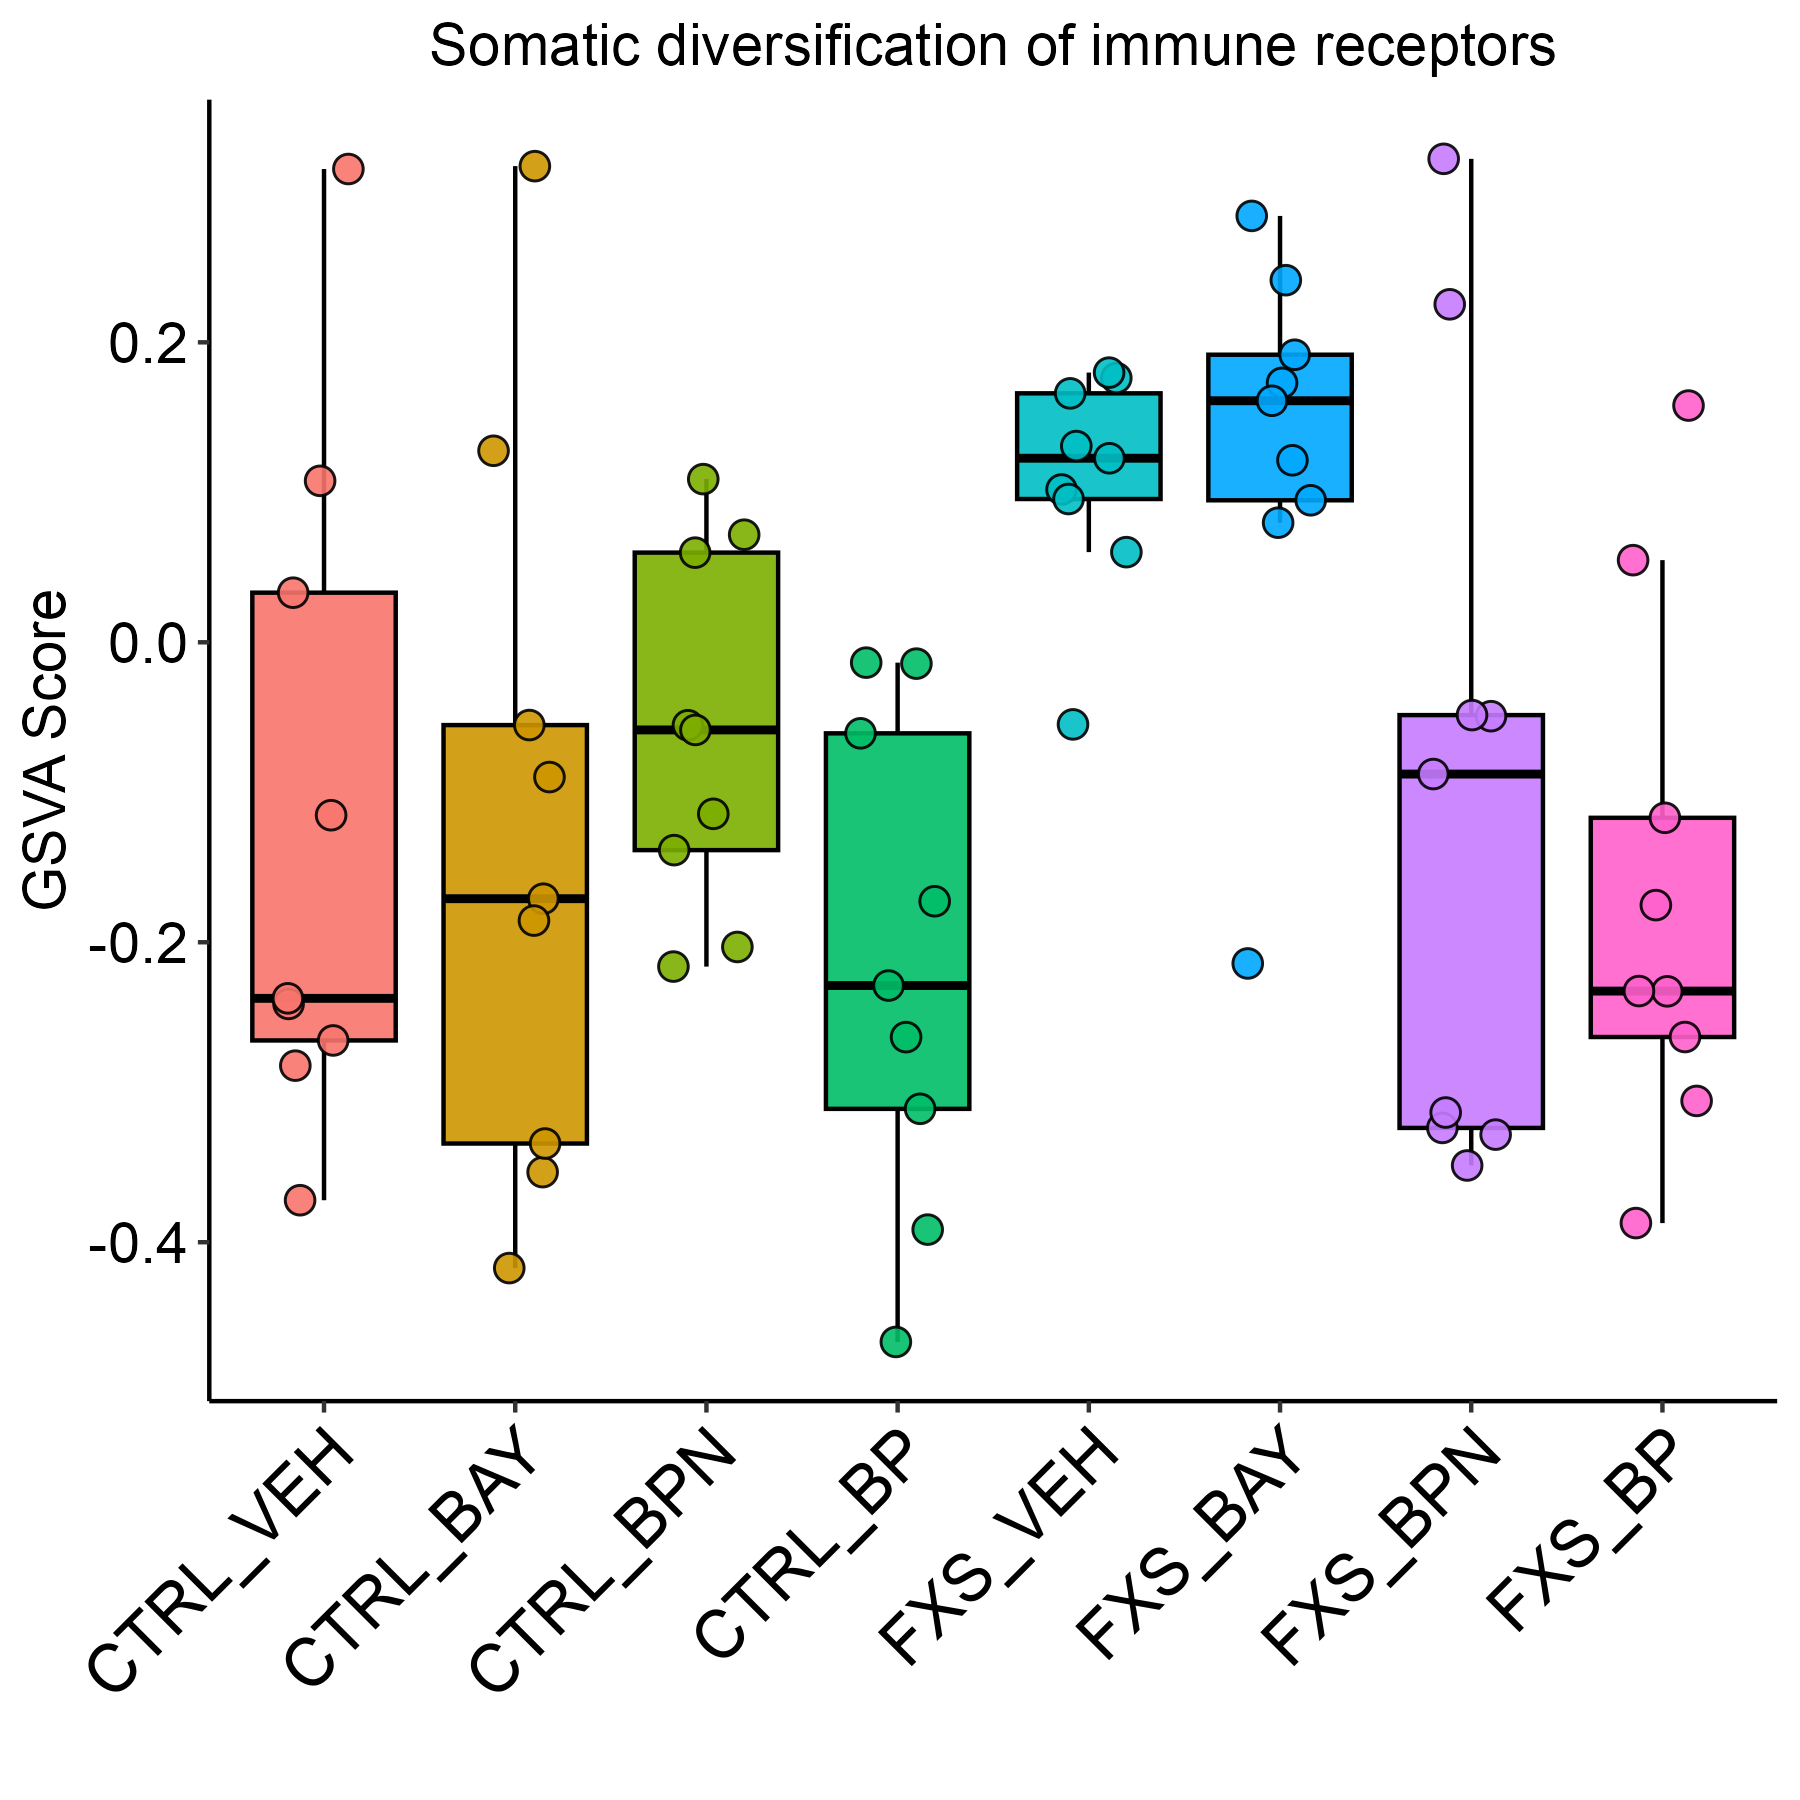 Somatic diversification of immune receptors
GSVA Score
0.2
0.0
-0.2
-0.4
CTRL_VEH
CTRL_BAY
CTRL_BPN
CTRL_BP
FXS_VEH
FXS_BAY
FXS_BPN
FXS_BP